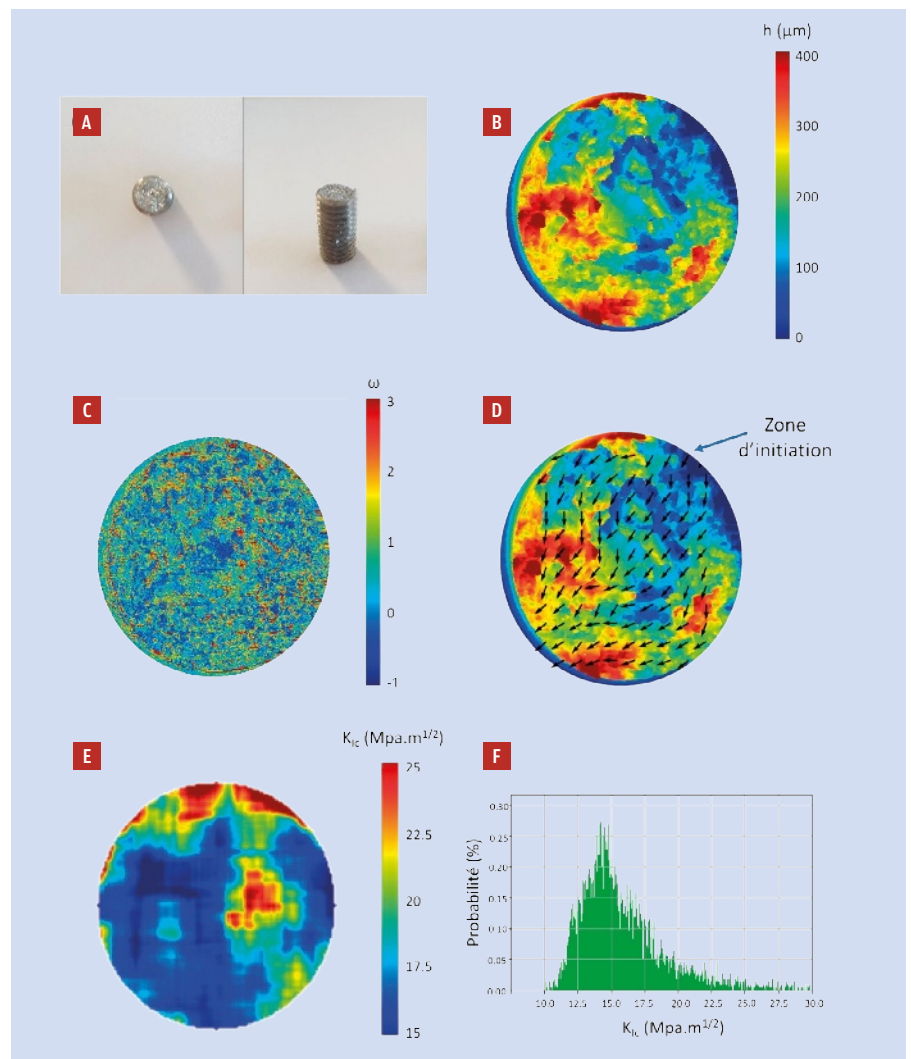 A
B
h (µm)
400
300
200
100
0
C
ω
3
2
1
0
-1
D
Zone
d'initiation
E
K_Ic (Mpa.m^1/2)
25
22.5
20
17.5
15
F
Probabilité (%)
0.30
0.25
0.20
0.15
0.10
0.05
0.00
10.0 12.5 15.0 17.5 20.0 22.5 25.0 27.5 30.0
K_Ic (Mpa.m^1/2)